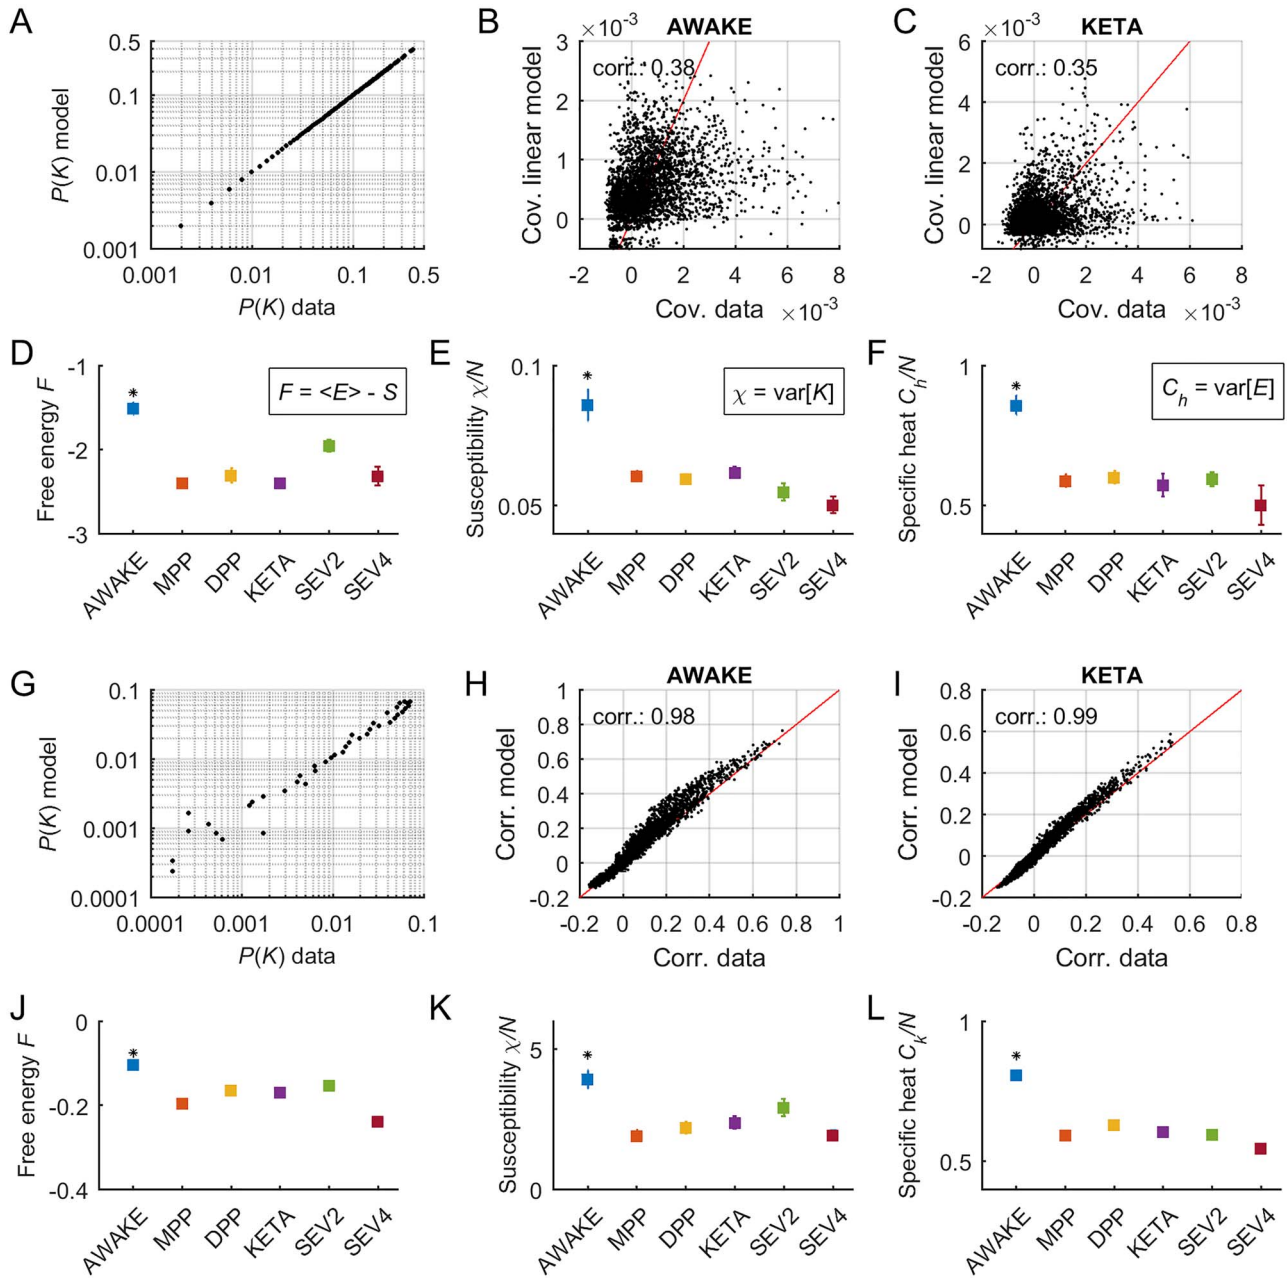 A
0.5
0.1
0.01
0.001
P(K) model
0.001
0.01
0.1
0.5
P(K) data
B
×10⁻³
AWAKE
corr.: 0.38
3
2
1
0
Cov. linear model
-2
0
2
4
6
8
Cov. data
×10⁻³
C
×10⁻³
KETA
corr.: 0.35
6
4
2
0
Cov. linear model
-2
0
2
4
6
8
Cov. data
×10⁻³
D
-1
-2
-3
Free energy F
*
F = <E> - S
AWAKE
MPP
DPP
KETA
SEV2
SEV4
E
0.1
0.05
Susceptibility χ/N
*
χ = var[K]
AWAKE
MPP
DPP
KETA
SEV2
SEV4
F
1
0.5
Specific heat Cₕ/N
*
Cₕ = var[E]
AWAKE
MPP
DPP
KETA
SEV2
SEV4
G
0.1
0.01
0.001
0.0001
P(K) model
0.0001
0.001
0.01
0.1
P(K) data
H
AWAKE
corr.: 0.98
1
0.8
0.6
0.4
0.2
0
-0.2
Corr. model
-0.2
0
0.2
0.4
0.6
0.8
1
Corr. data
I
KETA
corr.: 0.99
0.8
0.6
0.4
0.2
0
-0.2
Corr. model
-0.2
0
0.2
0.4
0.6
0.8
Corr. data
J
0
-0.2
-0.4
Free energy F
*
AWAKE
MPP
DPP
KETA
SEV2
SEV4
K
5
0
Susceptibility χ/N
*
AWAKE
MPP
DPP
KETA
SEV2
SEV4
L
1
0.5
Specific heat Cₖ/N
*
AWAKE
MPP
DPP
KETA
SEV2
SEV4